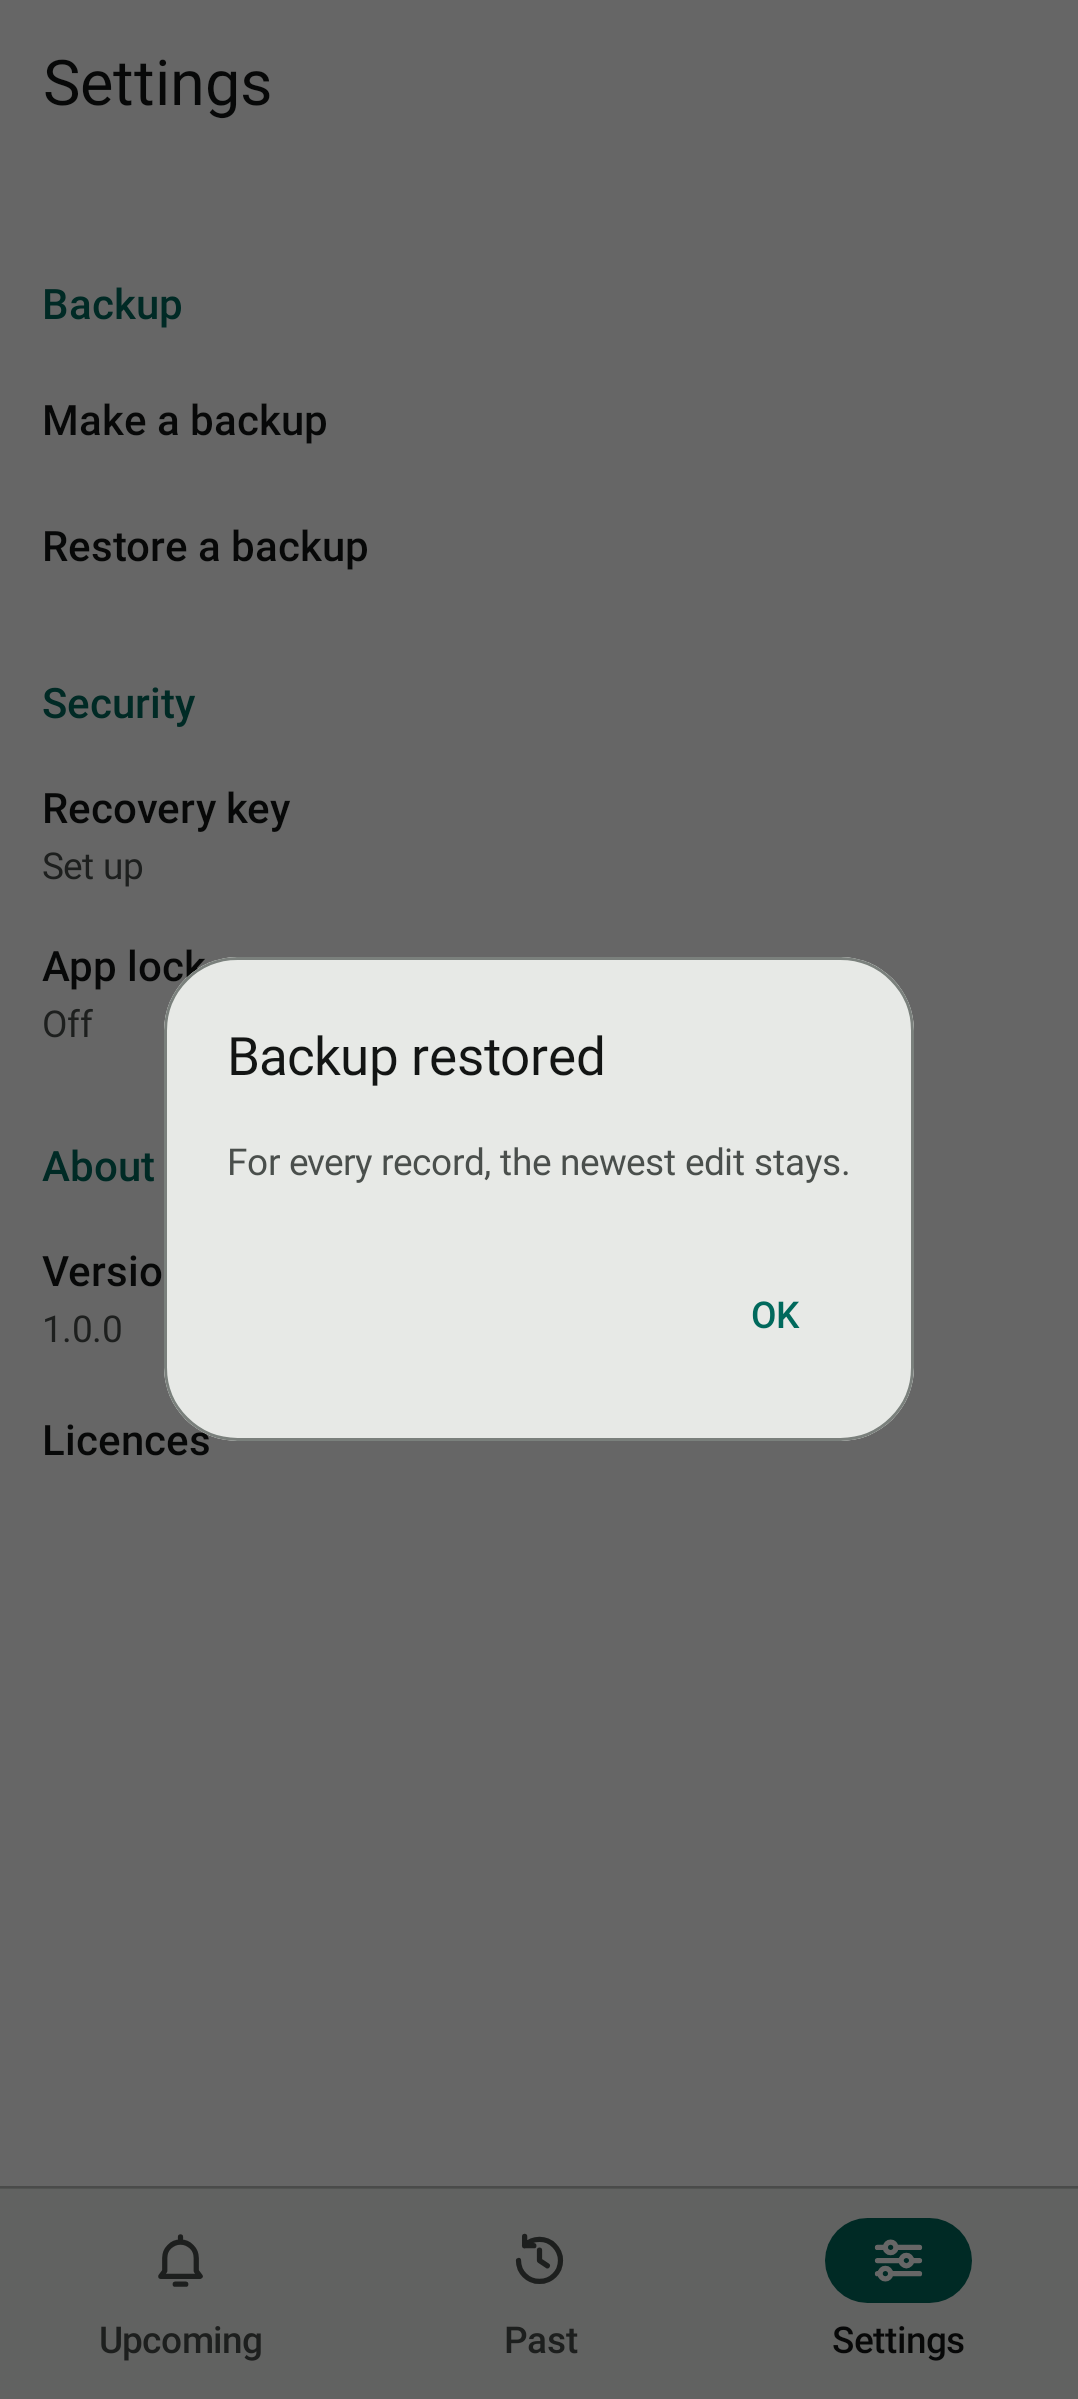 Settings
Backup
Make a backup
Restore a backup
Security
Recovery key
Set up
App lock
Off
Backup restored
For every record, the newest edit stays.
OK
About
Versio
1.0.0
Licences
Upcoming
Past
Settings